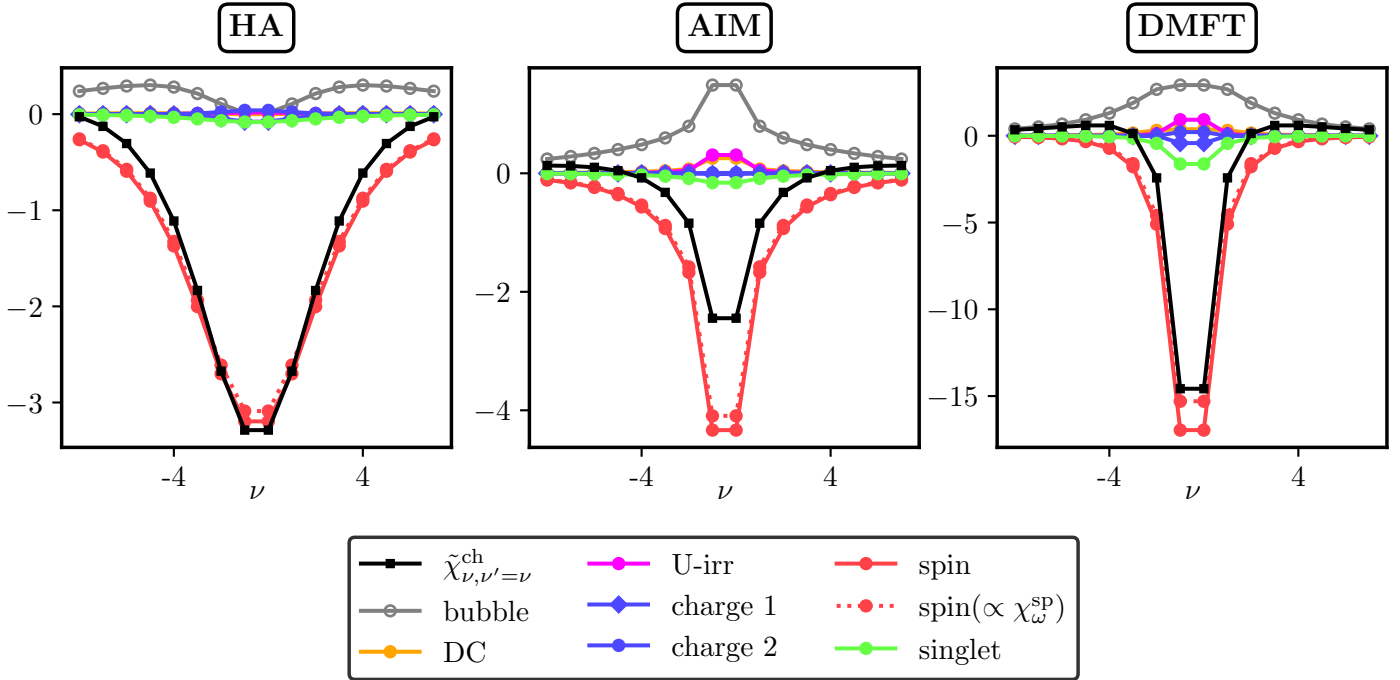 HA
AIM
DMFT
0
−1
−2
−3
-4
4
ν
0
−2
−4
-4
4
ν
0
−5
−10
−15
-4
4
ν
χ̃^ch_ν,ν′=ν
bubble
DC
U-irr
charge 1
charge 2
spin
spin(∝ χ^sp_ω)
singlet